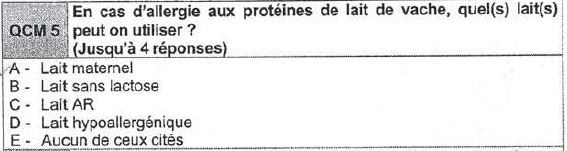 En cas d'allergie aux protéines de lait de vache, quel(s) lait(s)
QCM 5 peut on utiliser ?
(Jusqu'à 4 réponses)
A - Lait maternel
B - Lait sans lactose
C - Lait AR
D - Lait hypoallergénique
E - Aucun de ceux cités